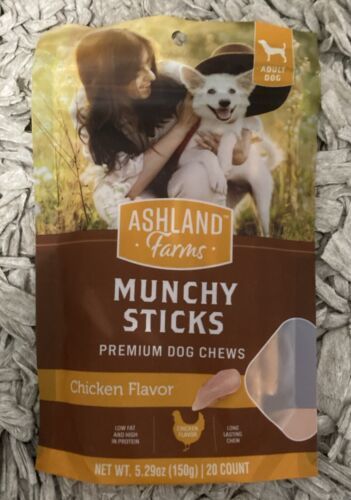 ADULT
DOG
ASHLAND™
Farms
MUNCHY
STICKS
PREMIUM DOG CHEWS
Chicken Flavor
LOW FAT
AND HIGH
IN PROTEIN
CHICKEN
FLAVOR
LONG
LASTING
CHEW
NET WT. 5.29oz (150g) | 20 COUNT